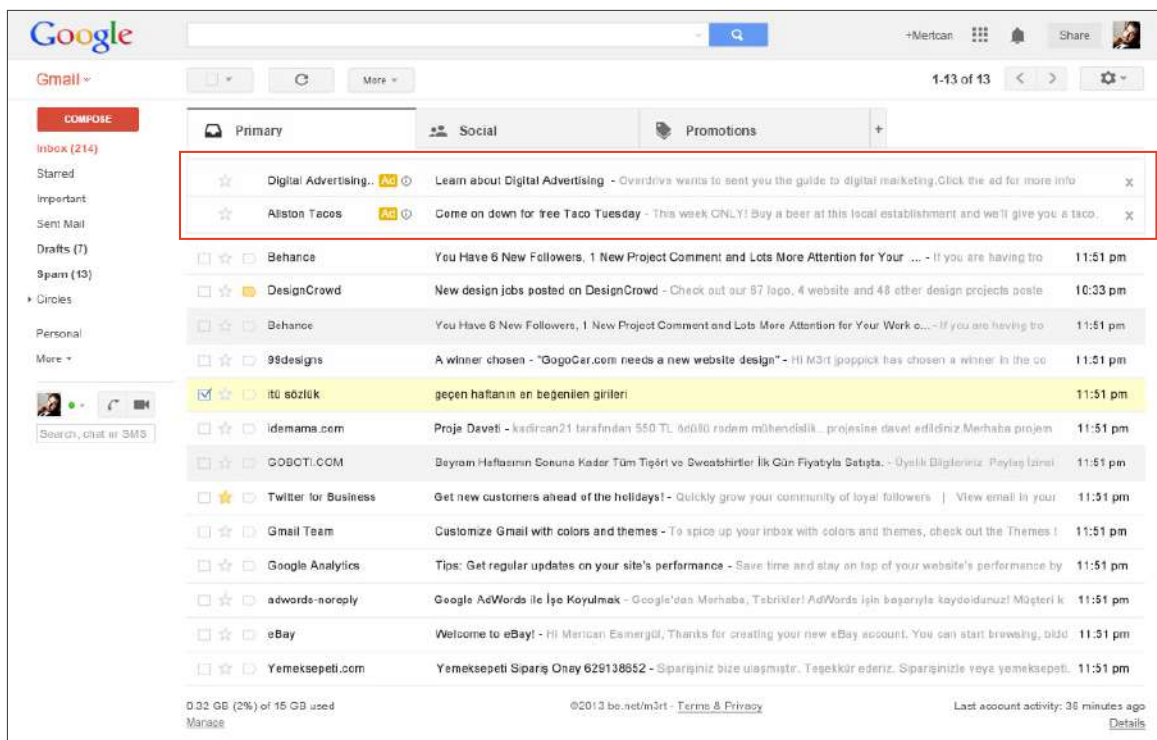 Google
+Mertcan Share
Gmail More 1-13 of 13
COMPOSE
Primary Social Promotions +
Inbox (214)
Starred
Important
Sent Mail
Drafts (7)
Spam (13)
Circles
Personal
More
Search, chat or SMS
Digital Advertising.. Ad Learn about Digital Advertising - Overdrive wants to sent you the guide to digital marketing.Click the ad for more info x
Allston Tacos Ad Come on down for free Taco Tuesday - This week ONLY! Buy a beer at this local establishment and we'll give you a taco. x
Behance You Have 6 New Followers, 1 New Project Comment and Lots More Attention for Your ... - If you are having tro 11:51 pm
DesignCrowd New design jobs posted on DesignCrowd - Check out our 87 logo, 4 website and 48 other design projects poste 10:33 pm
Behance You Have 6 New Followers, 1 New Project Comment and Lots More Attention for Your Work o... - If you are having tro 11:51 pm
99designs A winner chosen - "GogoCar.com needs a new website design" - Hi M3rt jpoppick has chosen a winner in the co 11:51 pm
itü sözlük geçen haftanın en beğenilen girileri 11:51 pm
idemama.com Proje Daveti - kadircan21 tarafından 550 TL ödüllü rodem mühendislik.. projesine davet edildiniz.Merhaba projem 11:51 pm
GOBOTI.COM Bayram Haftasının Sonuna Kadar Tüm Tişört ve Sweatshirtler İlk Gün Fiyatıyla Satışta. - Üyelik Bilgileriniz Paylaş İzinsi 11:51 pm
Twitter for Business Get new customers ahead of the holidays! - Quickly grow your community of loyal followers | View email in your 11:51 pm
Gmail Team Customize Gmail with colors and themes - To spice up your inbox with colors and themes, check out the Themes t 11:51 pm
Google Analytics Tips: Get regular updates on your site's performance - Save time and stay on top of your website's performance by 11:51 pm
adwords-noreply Google AdWords ile İşe Koyulmak - Google'dan Merhaba, Tebrikler! AdWords için başarıyla kaydoldunuz! Müşteri k 11:51 pm
eBay Welcome to eBay! - Hi Mertcan Esmergül, Thanks for creating your new eBay account. You can start browsing, bidd 11:51 pm
Yemeksepeti.com Yemeksepeti Sipariş Onay 629138652 - Siparişiniz bize ulaşmıştır. Teşekkür ederiz. Siparişinizle veya yemeksepeti. 11:51 pm
0.32 GB (2%) of 15 GB used ©2013 be.net/m3rt - Terms & Privacy Last account activity: 36 minutes ago
Manage Details